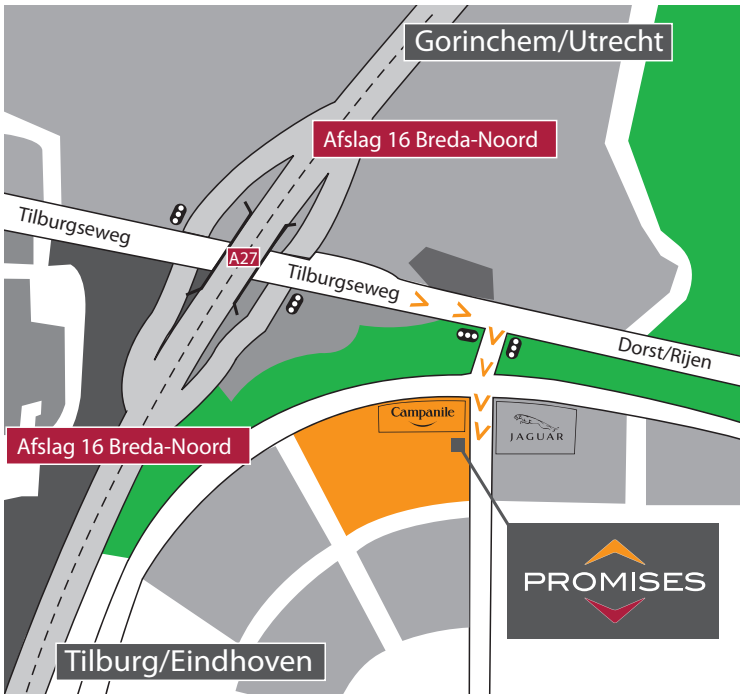 Gorinchem/Utrecht
Afslag 16 Breda-Noord
Tilburgseweg
A27
Tilburgseweg
Dorst/Rijen
Campanile
JAGUAR
Afslag 16 Breda-Noord
PROMISES
Tilburg/Eindhoven